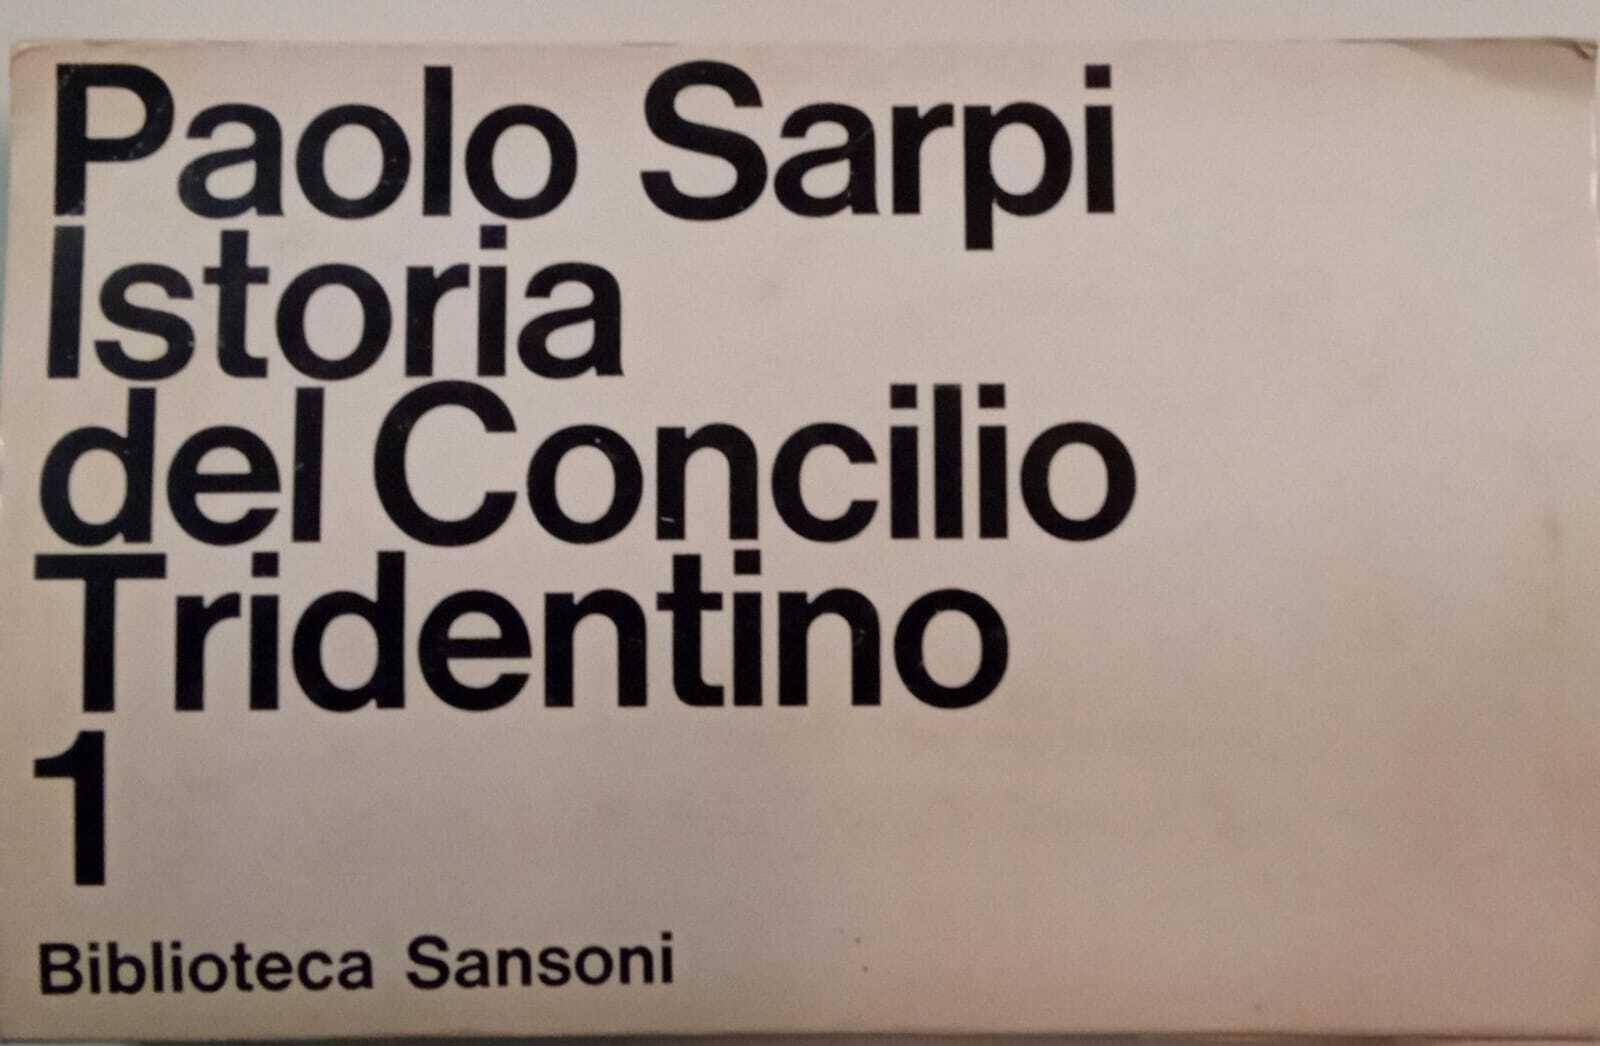 Paolo Sarpi
Istoria
del Concilio
Tridentino
1
Biblioteca Sansoni